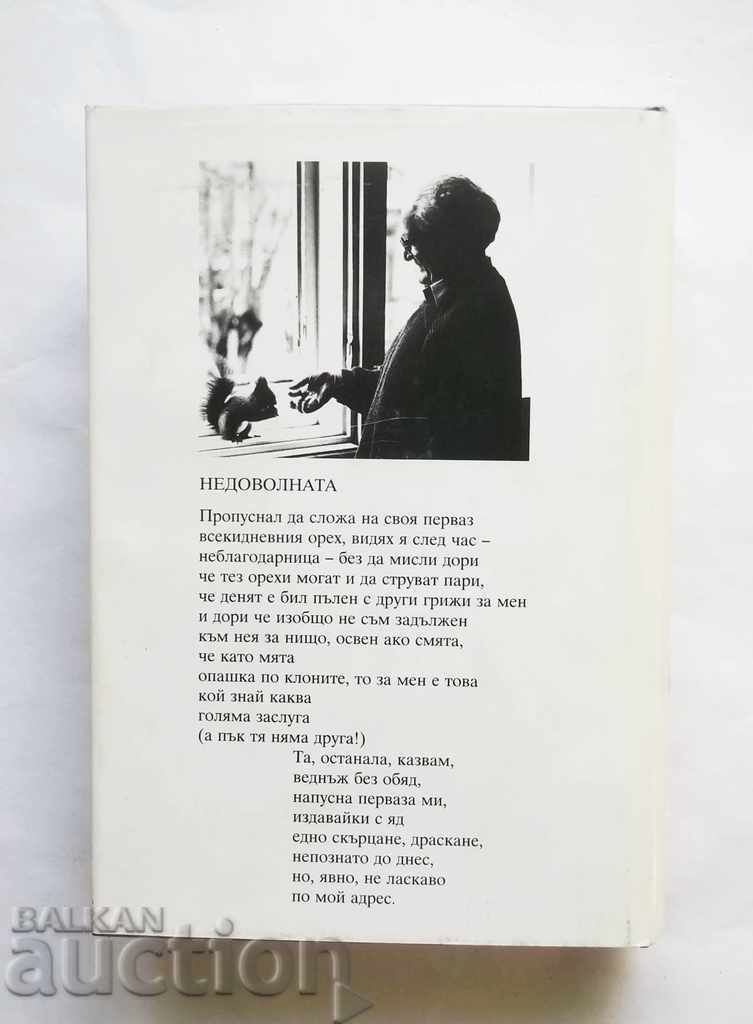 НЕДОВОЛНАТА
Пропуснал да сложа на своя перваз
всекидневния орех, видях я след час –
неблагодарница – без да мисли дори
че тез орехи могат и да струват пари,
че денят е бил пълен с други грижи за мен
и дори че изобщо не съм задължен
към нея за нищо, освен ако смята,
че като мята
опашка по клоните, то за мен е това
кой знай каква
голяма заслуга
(а пък тя няма друга!)
Та, останала, казвам,
веднъж без обяд,
напусна перваза ми,
издавайки с яд
едно скърцане, драскане,
непознато до днес,
но, явно, не ласкаво
по мой адрес.
BALKAN
auction